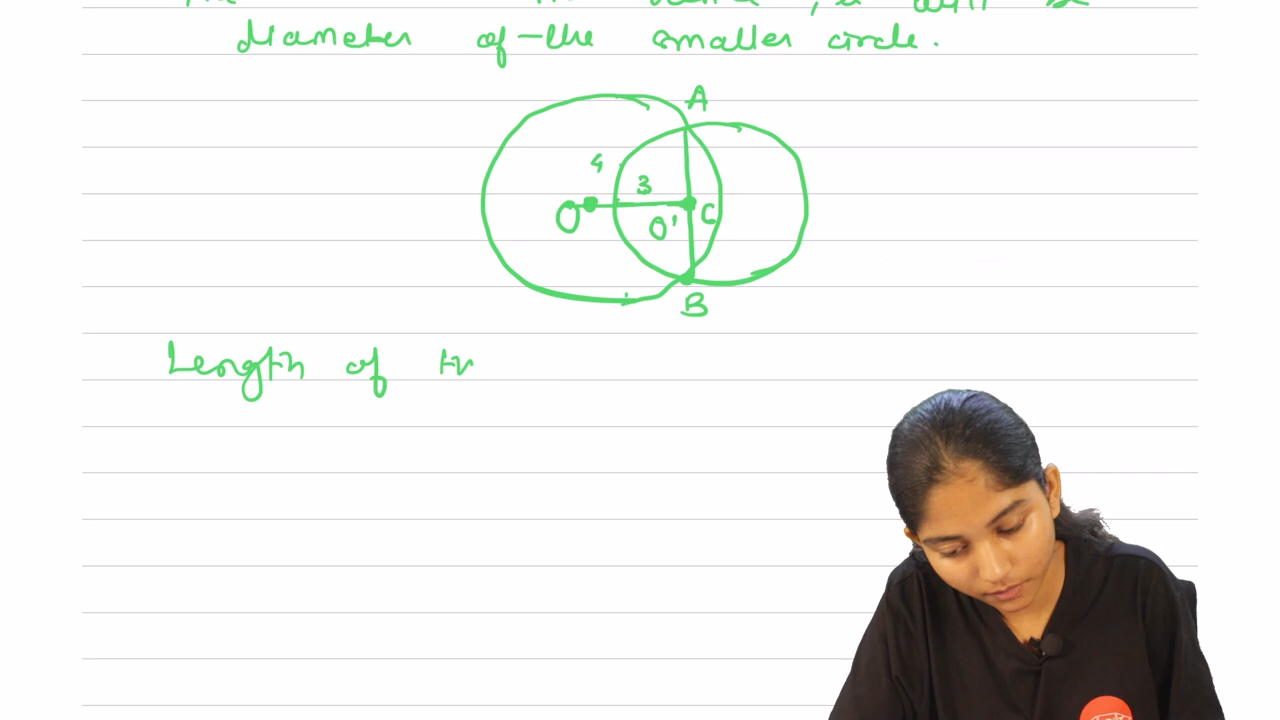 diameter of the smaller circle.
A
4
3
O
O'
C
B
Length of